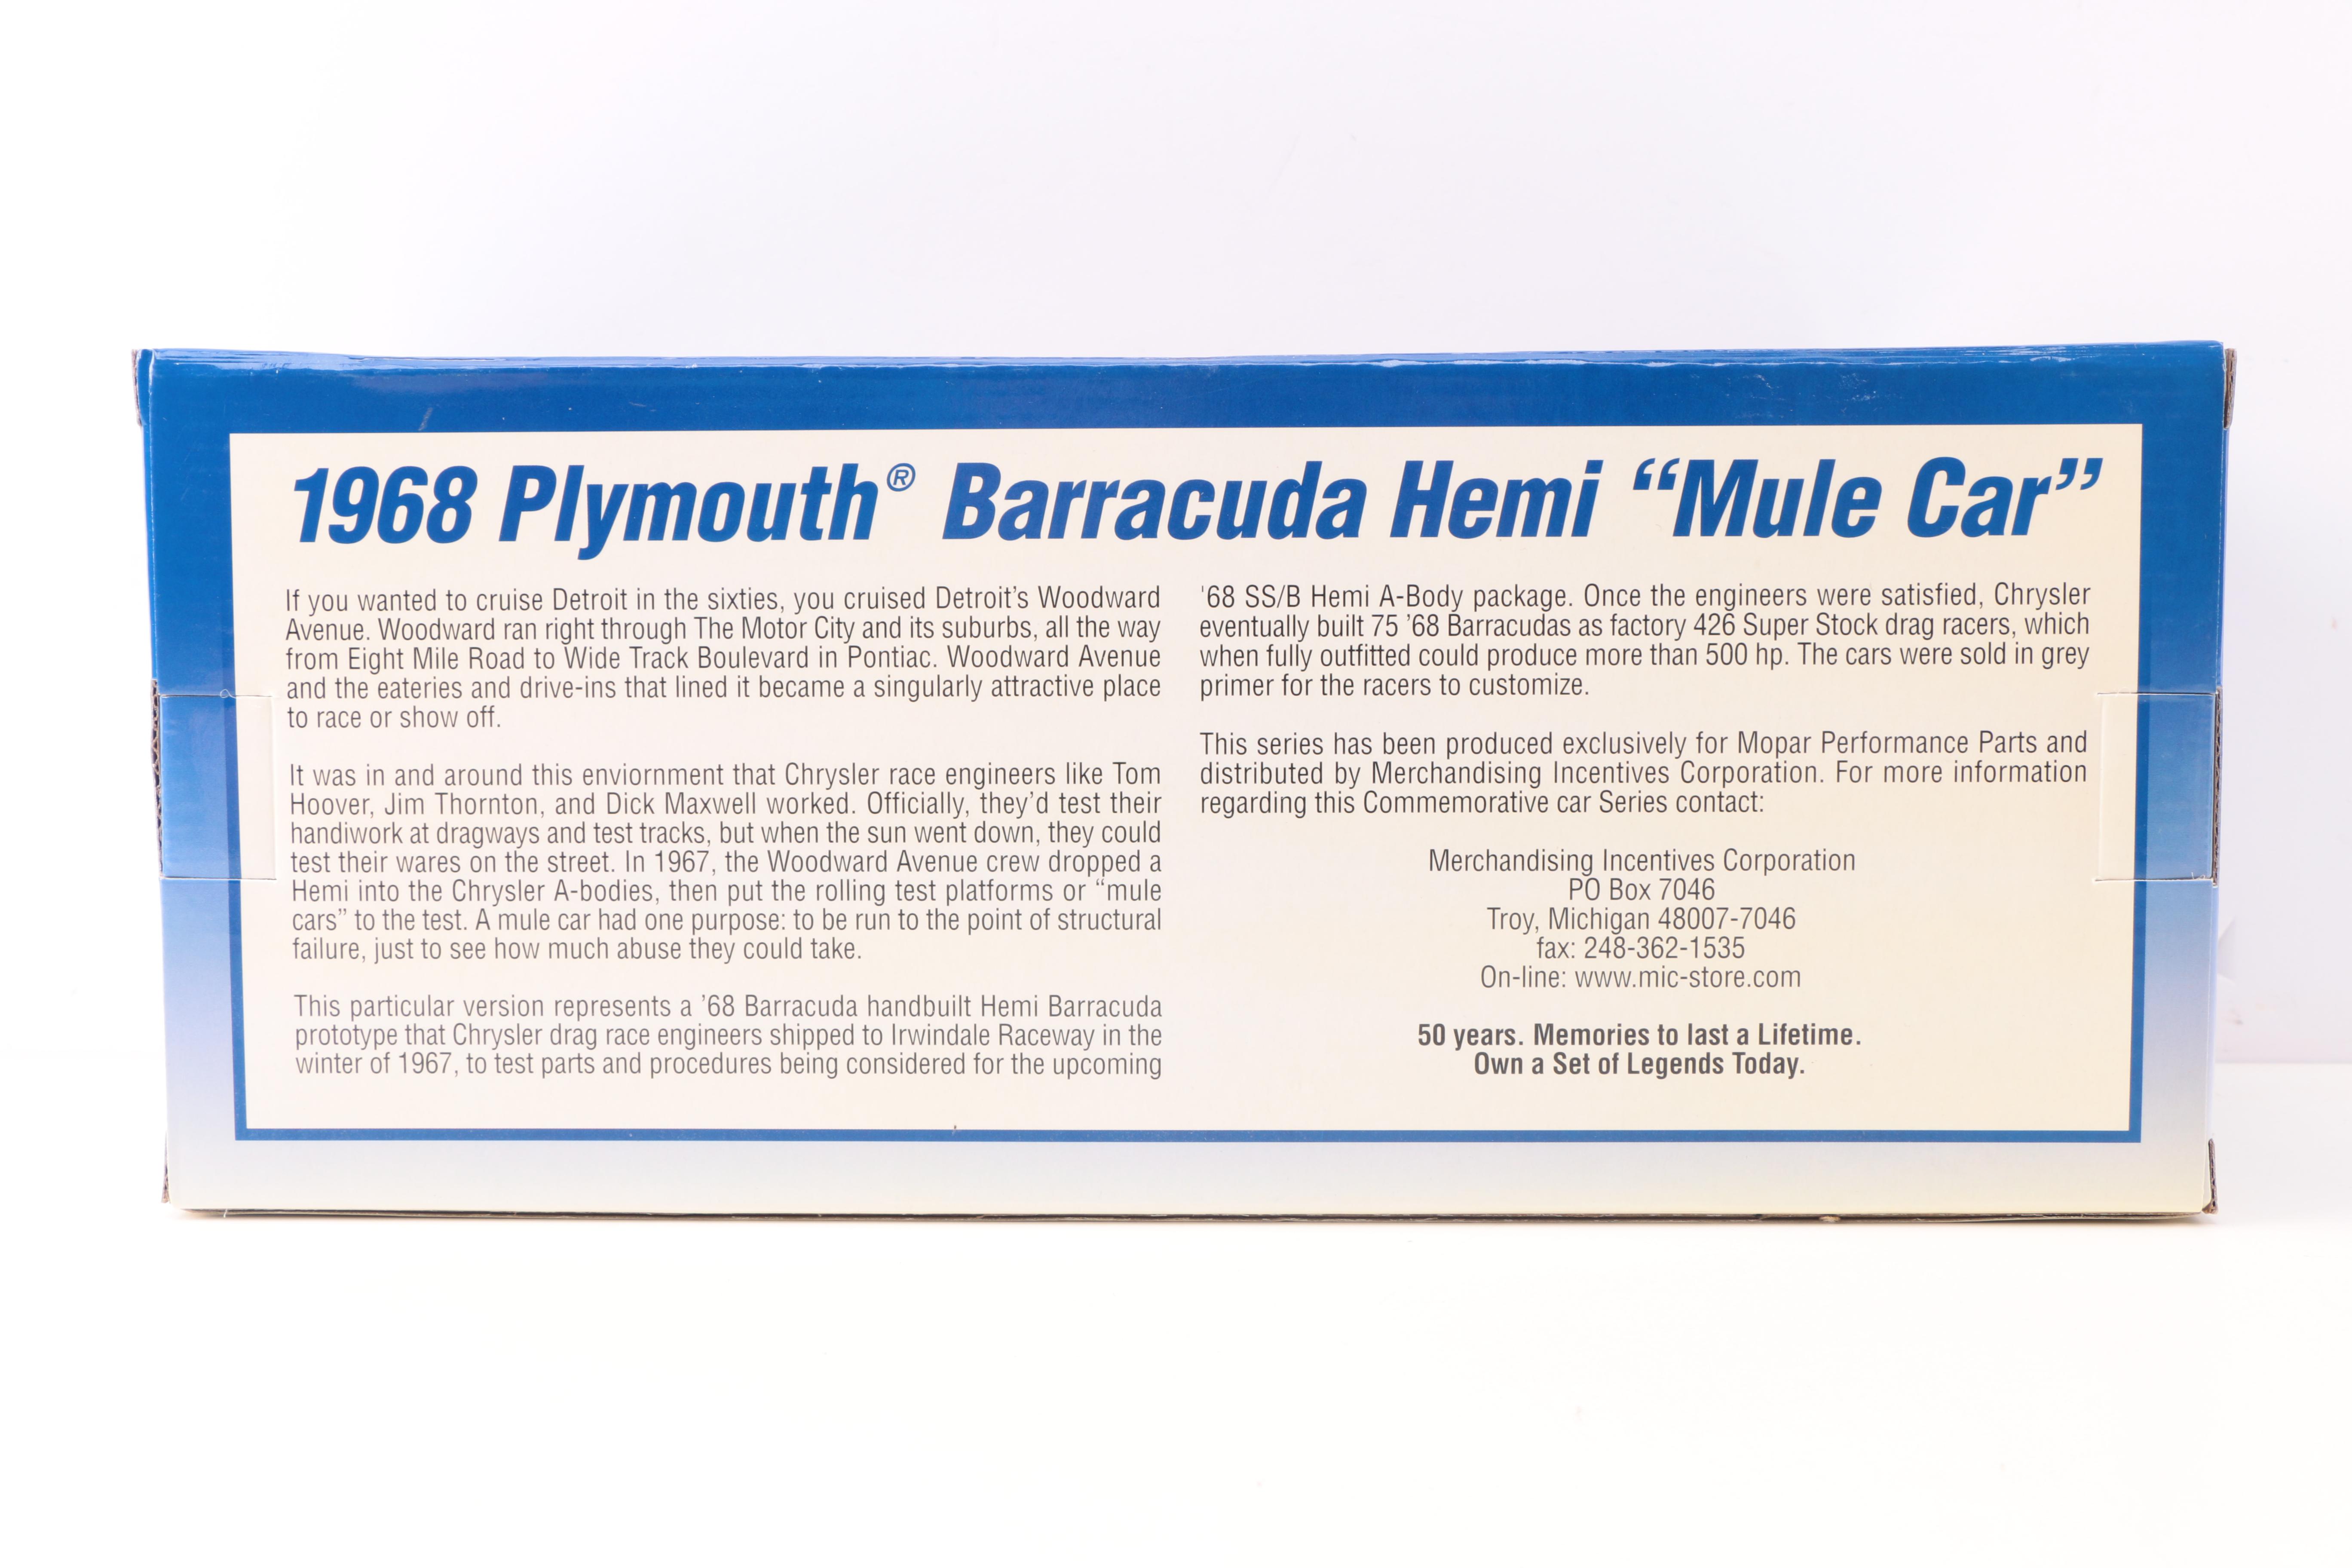 1968 Plymouth® Barracuda Hemi “Mule Car”
If you wanted to cruise Detroit in the sixties, you cruised Detroit’s Woodward
Avenue. Woodward ran right through The Motor City and its suburbs, all the way
from Eight Mile Road to Wide Track Boulevard in Pontiac. Woodward Avenue
and the eateries and drive-ins that lined it became a singularly attractive place
to race or show off.
It was in and around this enviornment that Chrysler race engineers like Tom
Hoover, Jim Thornton, and Dick Maxwell worked. Officially, they’d test their
handiwork at dragways and test tracks, but when the sun went down, they could
test their wares on the street. In 1967, the Woodward Avenue crew dropped a
Hemi into the Chrysler A-bodies, then put the rolling test platforms or “mule
cars” to the test. A mule car had one purpose: to be run to the point of structural
failure, just to see how much abuse they could take.
This particular version represents a ’68 Barracuda handbuilt Hemi Barracuda
prototype that Chrysler drag race engineers shipped to Irwindale Raceway in the
winter of 1967, to test parts and procedures being considered for the upcoming
'68 SS/B Hemi A-Body package. Once the engineers were satisfied, Chrysler
eventually built 75 ’68 Barracudas as factory 426 Super Stock drag racers, which
when fully outfitted could produce more than 500 hp. The cars were sold in grey
primer for the racers to customize.
This series has been produced exclusively for Mopar Performance Parts and
distributed by Merchandising Incentives Corporation. For more information
regarding this Commemorative car Series contact:
Merchandising Incentives Corporation
PO Box 7046
Troy, Michigan 48007-7046
fax: 248-362-1535
On-line: www.mic-store.com
50 years. Memories to last a Lifetime.
Own a Set of Legends Today.